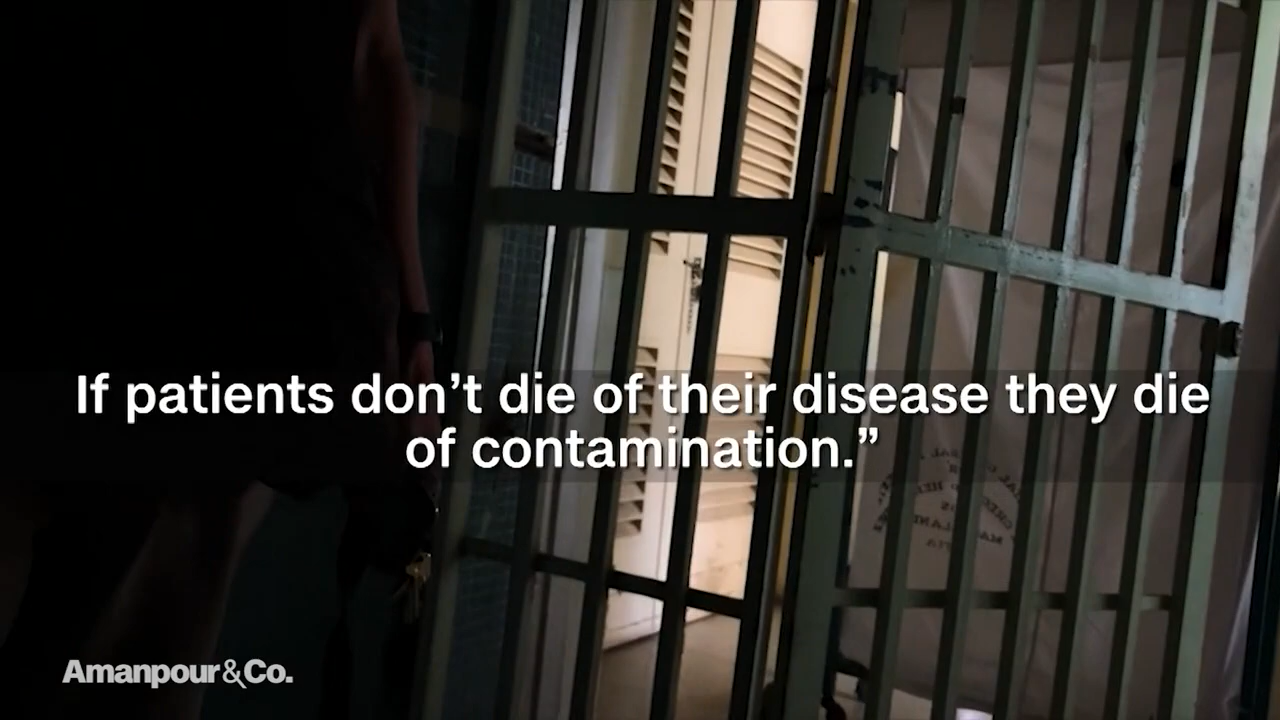 If patients don’t die of their disease they die
of contamination.”
Amanpour&Co.